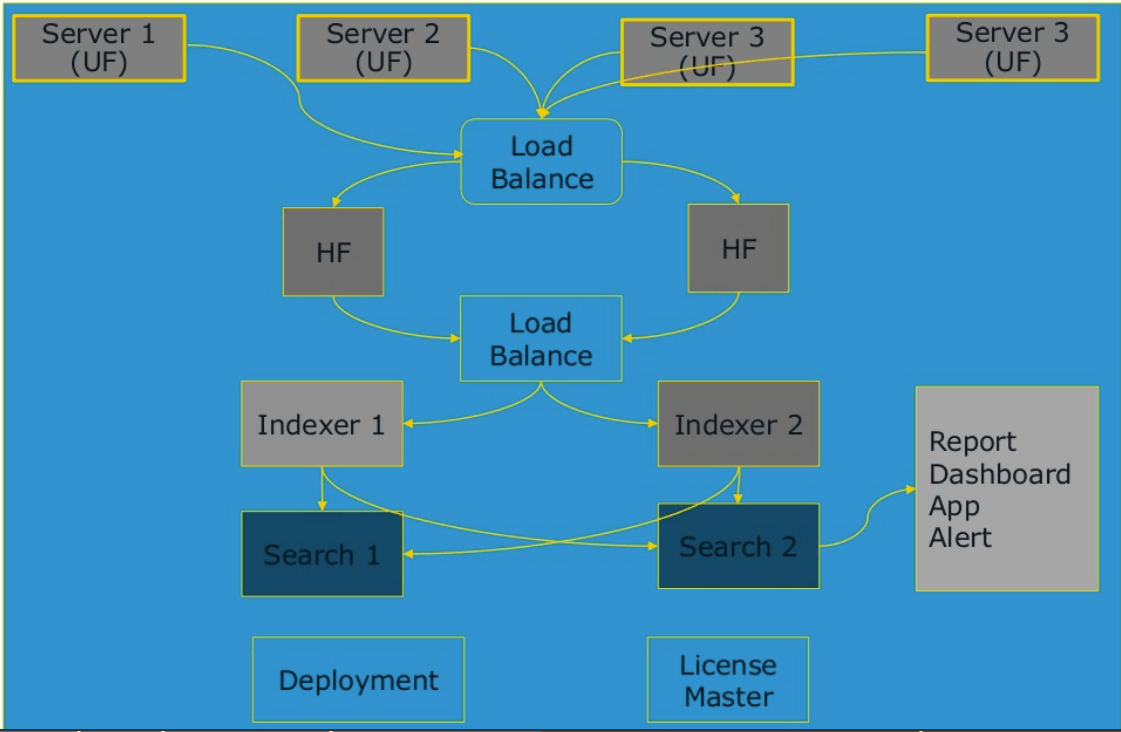 Server 1
(UF)
Server 2
(UF)
Server 3
(UF)
Server 3
(UF)
Load
Balance
HF
HF
Load
Balance
Indexer 1
Indexer 2
Report
Dashboard
App
Alert
Search 1
Search 2
Deployment
License
Master